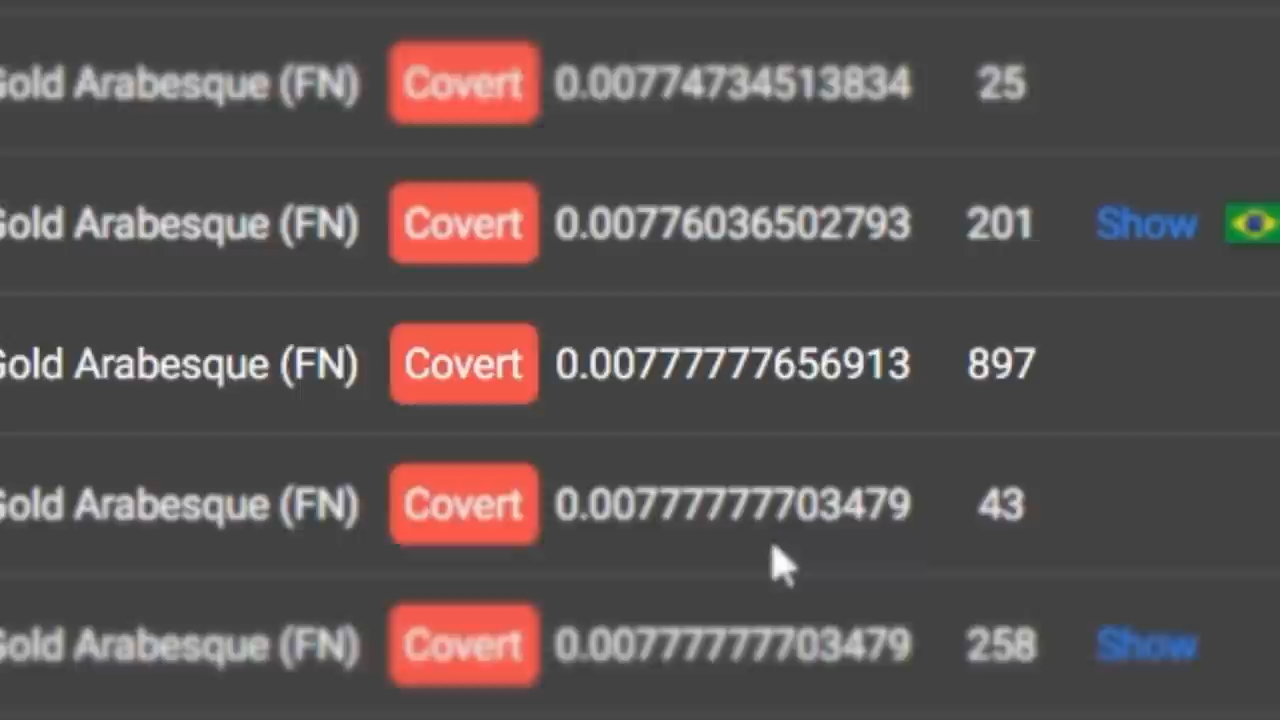 Gold Arabesque (FN) Covert 0.00774734513834 25
Gold Arabesque (FN) Covert 0.00776036502793 201 Show
Gold Arabesque (FN) Covert 0.00777777656913 897
Gold Arabesque (FN) Covert 0.00777777703479 43
Gold Arabesque (FN) Covert 0.00777777703479 258 Show